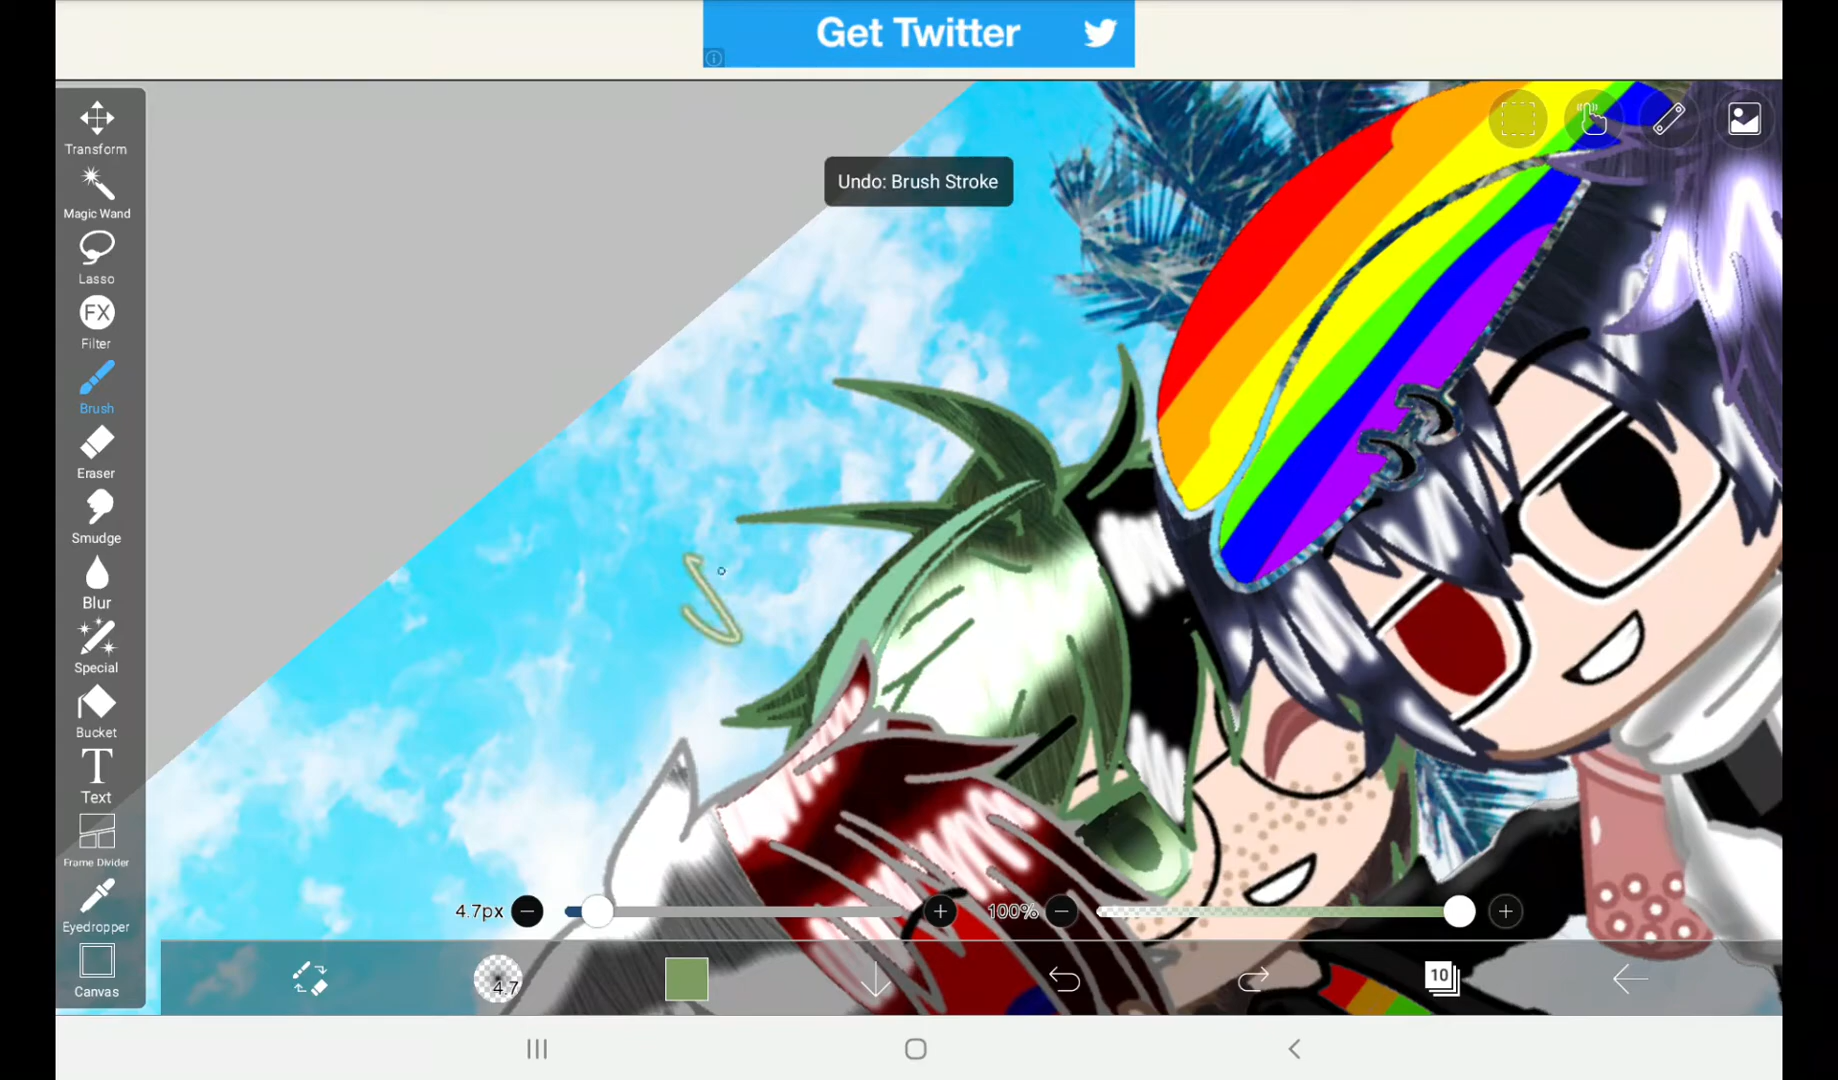 Get Twitter
Transform
Magic Wand
Lasso
FX
Filter
Brush
Eraser
Smudge
Blur
Special
Bucket
T
Text
Frame Divider
Eyedropper
Canvas
Undo: Brush Stroke
4.7px
100%
4.7
10